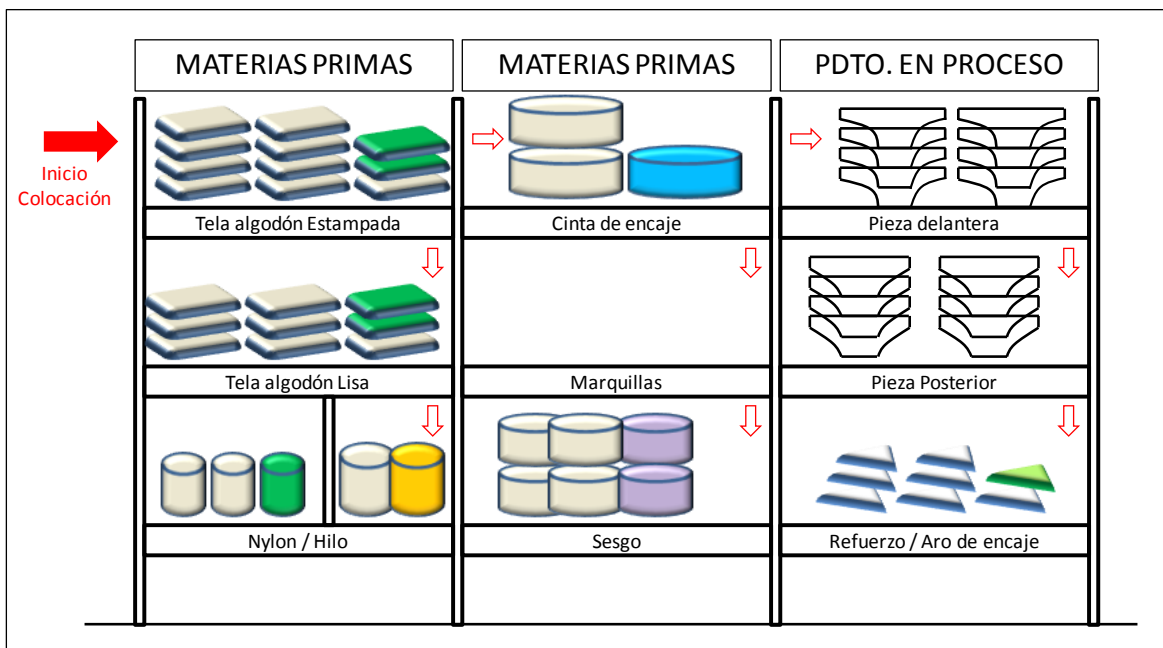 MATERIAS PRIMAS
MATERIAS PRIMAS
PDTO. EN PROCESO
Inicio
Colocación
Tela algodón Estampada
Cinta de encaje
Pieza delantera
Tela algodón Lisa
Marquillas
Pieza Posterior
Nylon / Hilo
Sesgo
Refuerzo / Aro de encaje